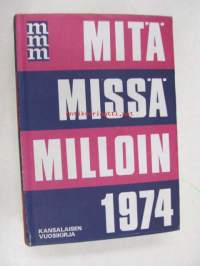 mmm
MITÄ
MISSÄ
MILLOIN
1974
KANSALAISEN
VUOSIKIRJA